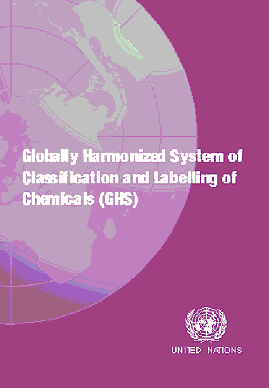 Globally Harmonized System of
Classification and Labelling of
Chemicals (GHS)
UNITED NATIONS